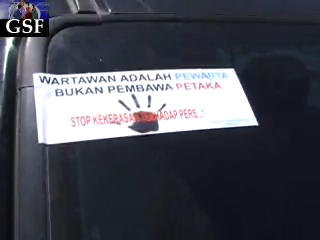 GSF
WARTAWAN ADALAH PEWARTA
BUKAN PEMBAWA PETAKA
STOP KEKERASAN TERHADAP PERS..!